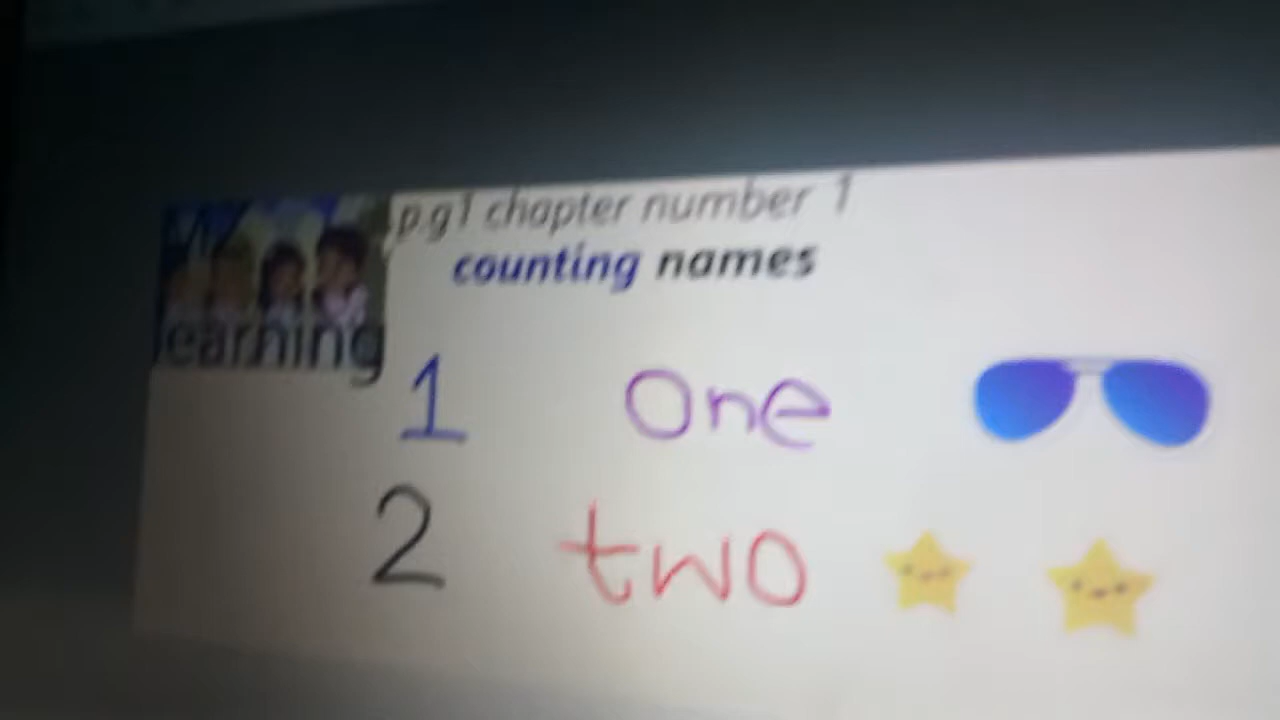 p.g1 chapter number 1
counting names
earning
1 one
2 two